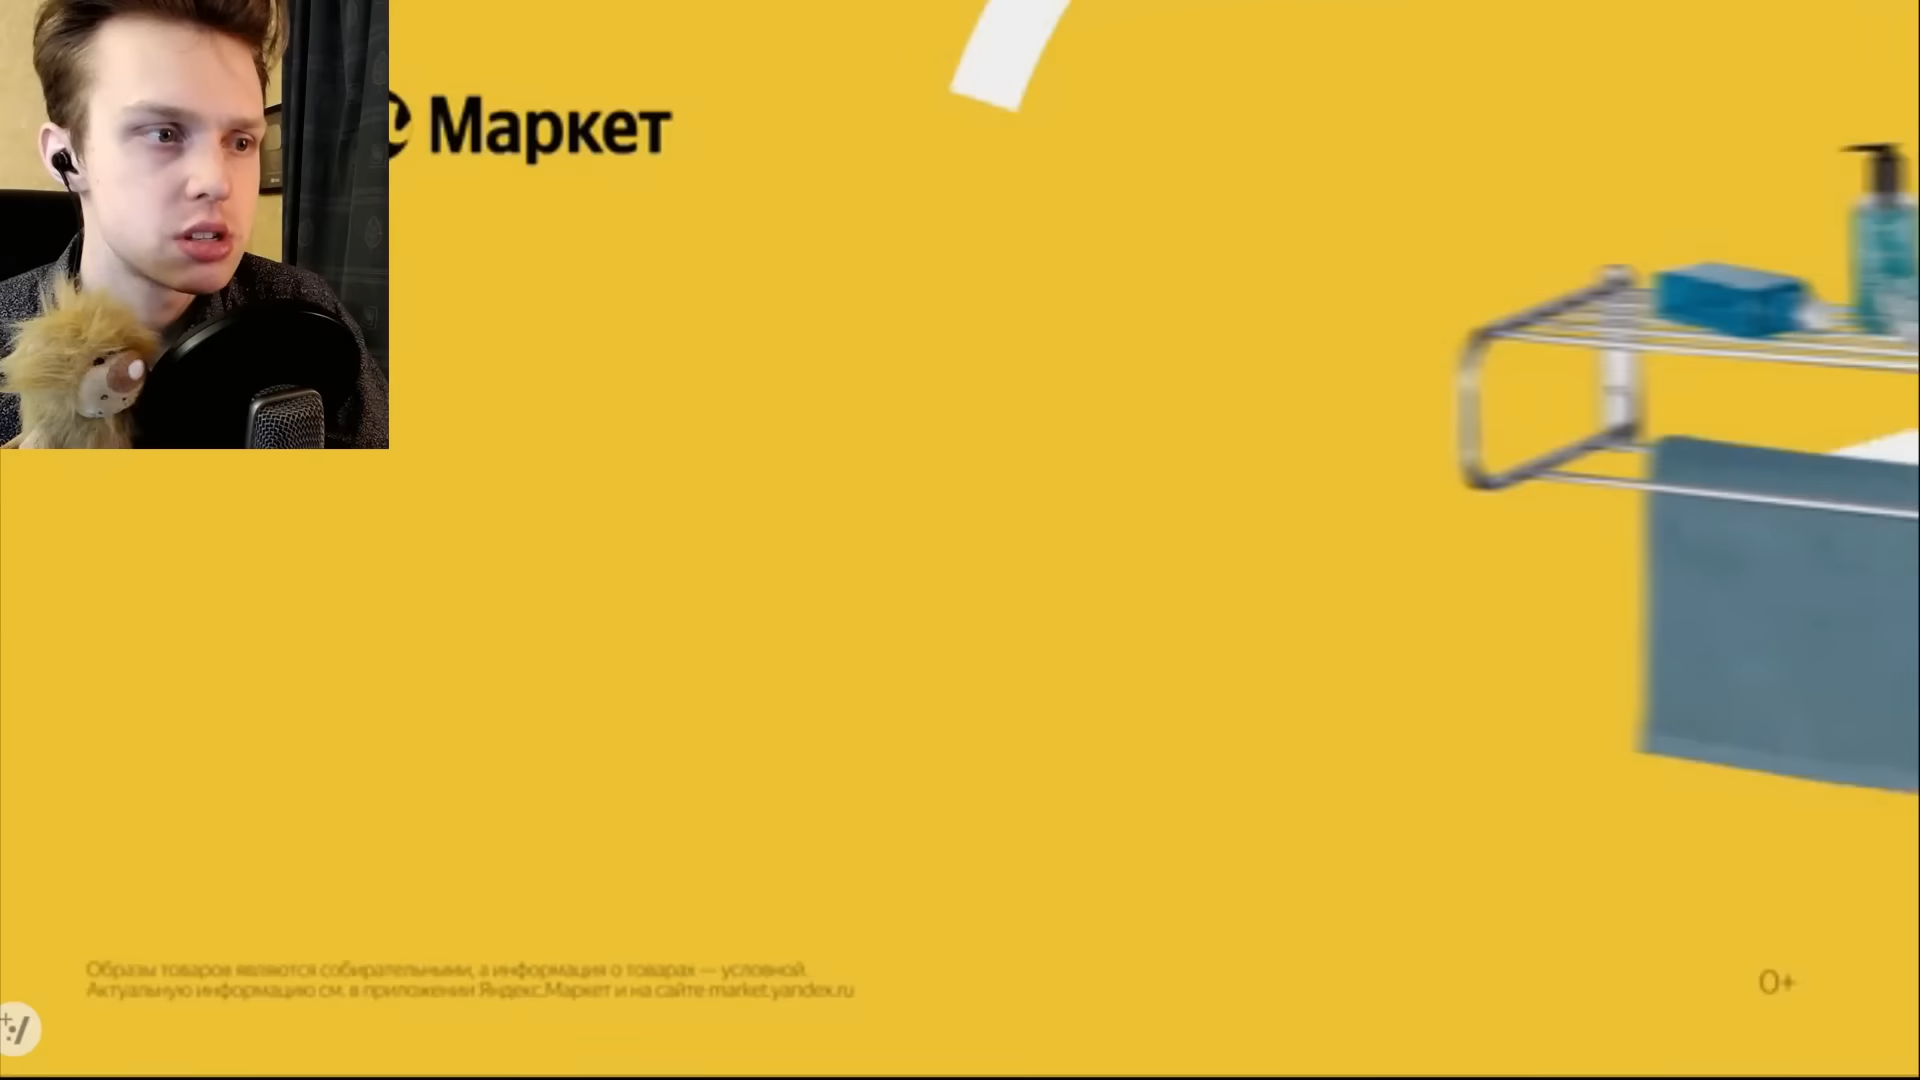 Маркет
Образы товаров являются собирательными, а информация о товарах — условной.
Актуальную информацию см. в приложении Яндекс.Маркет и на сайте market.yandex.ru
0+